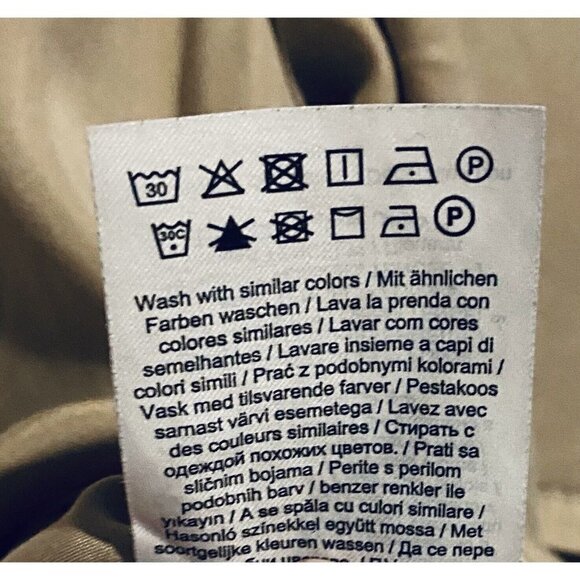 30 P
30C P
Wash with similar colors / Mit ähnlichen
Farben waschen / Lava la prenda con
colores similares / Lavar com cores
semelhantes / Lavare insieme a capi di
colori simili / Prać z podobnymi kolorami /
Vask med tilsvarende farver / Pestakoos
sarnast värvi esemetega / Lavez avec
des couleurs similaires / Стирать с
одеждой похожих цветов. / Prati sa
sličnim bojama / Perite s perilom
podobnih barv / benzer renkler ile
yıkayın / A se spăla cu culori similare /
Hasonló színekkel együtt mossa / Met
soortgelijke kleuren wassen / Да се пере